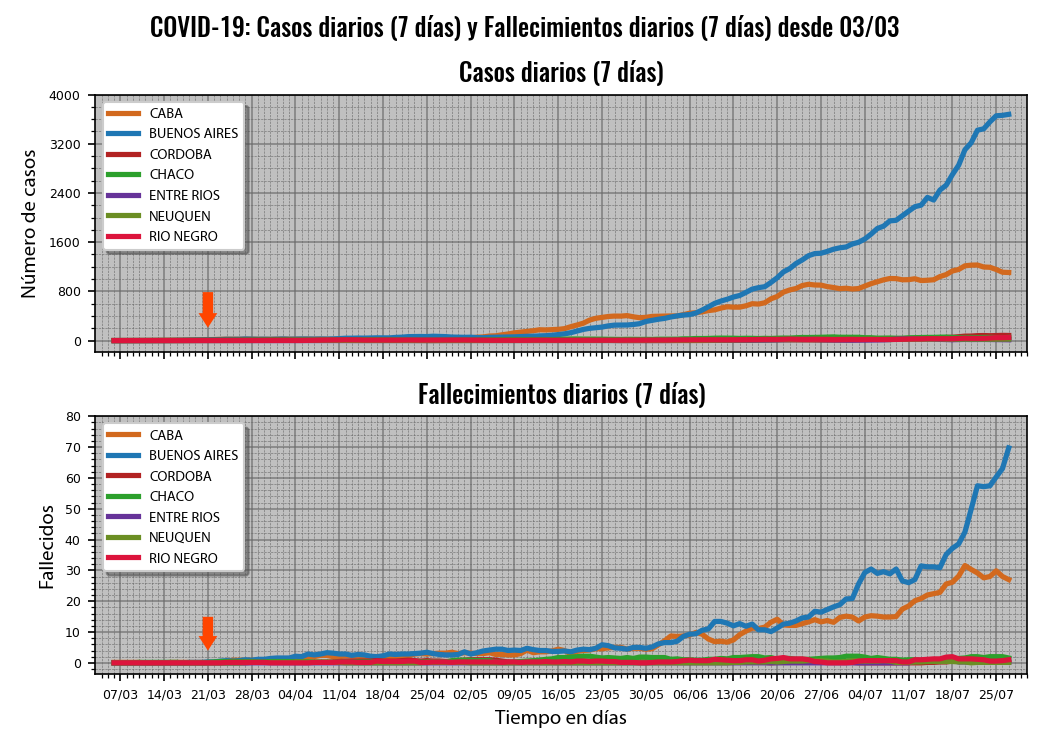 COVID-19: Casos diarios (7 días) y Fallecimientos diarios (7 días) desde 03/03
Casos diarios (7 días)
4000
3200
2400
1600
800
0
Número de casos
CABA
BUENOS AIRES
CORDOBA
CHACO
ENTRE RIOS
NEUQUEN
RIO NEGRO
Fallecimientos diarios (7 días)
80
70
60
50
40
30
20
10
0
Fallecidos
CABA
BUENOS AIRES
CORDOBA
CHACO
ENTRE RIOS
NEUQUEN
RIO NEGRO
07/03 14/03 21/03 28/03 04/04 11/04 18/04 25/04 02/05 09/05 16/05 23/05 30/05 06/06 13/06 20/06 27/06 04/07 11/07 18/07 25/07
Tiempo en días